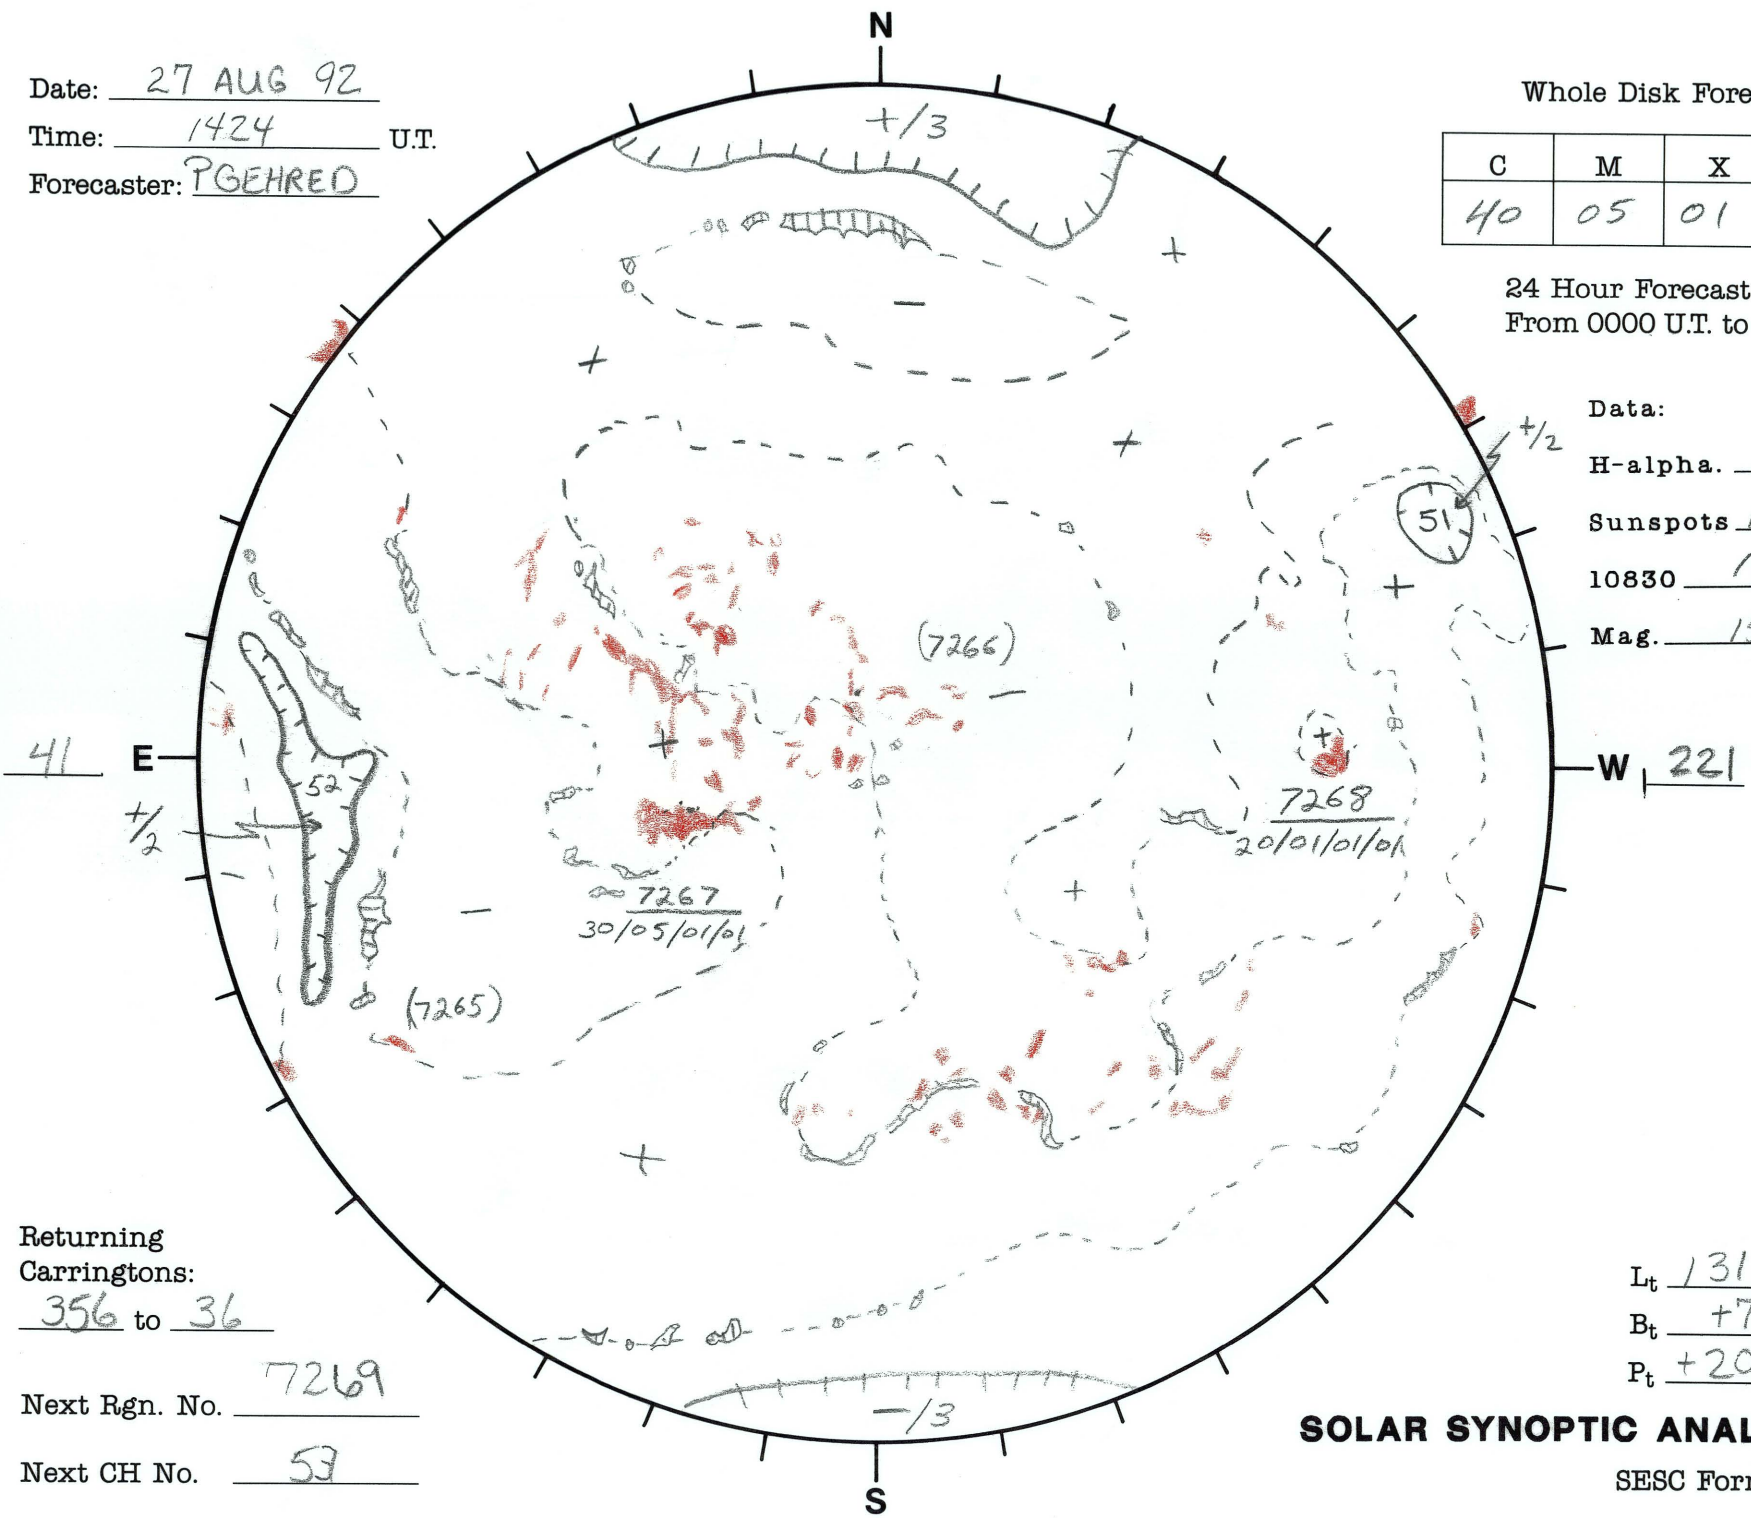 N
Date: 27 AUG 92
Time: 1424 U.T.
Forecaster: PGEHRED
+/3
Whole Disk Fore
C M X
40 05 01
24 Hour Forecast
From 0000 U.T. to
Data:
+/2
H-alpha.
51
Sunspots
10830
Mag.
(7266)
41 E
W 221
52
+/2
7268
20/01/01/01
7267
30/05/01/01
(7265)
Returning
Carringtons:
356 to 36
Lt 131
Bt +7
Pt +20
Next Rgn. No. 7269
-/3
SOLAR SYNOPTIC ANAL
Next CH No. 53
SESC For
S